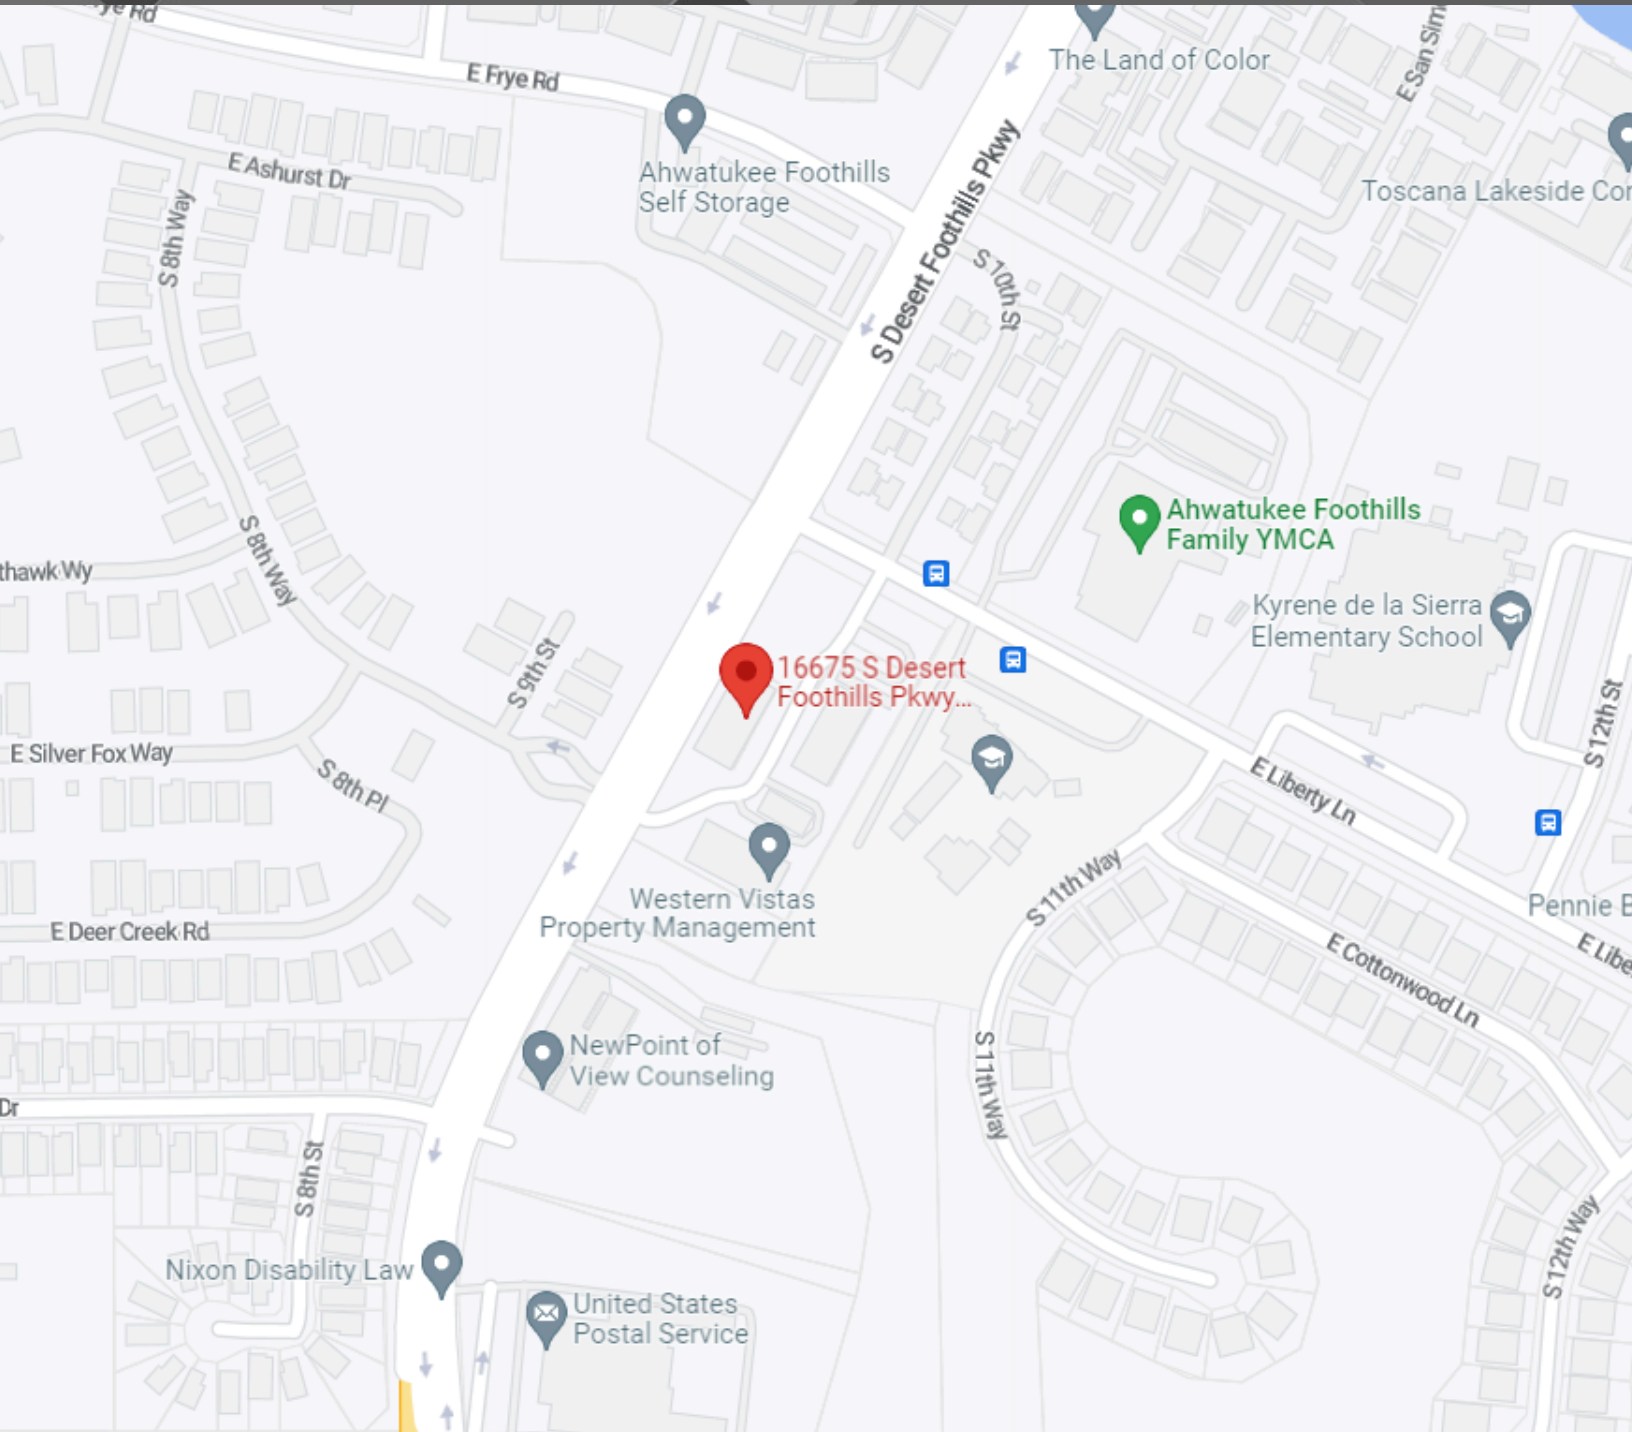 ye Rd
E Frye Rd
The Land of Color
E San Sim
Ahwatukee Foothills
Self Storage
E Ashurst Dr
S 8th Way
S Desert Foothills Pkwy
Toscana Lakeside Cor
S 10th St
Ahwatukee Foothills
Family YMCA
S 8th Way
thawk Wy
Kyrene de la Sierra
Elementary School
S 9th St
16675 S Desert
Foothills Pkwy...
S 12th St
E Silver Fox Way
S 8th Pl
E Liberty Ln
S 11th Way
Western Vistas
Property Management
Pennie B
E Deer Creek Rd
E Cottonwood Ln
E Libe
NewPoint of
View Counseling
S 11th Way
Dr
S 8th St
S 12th Way
Nixon Disability Law
United States
Postal Service